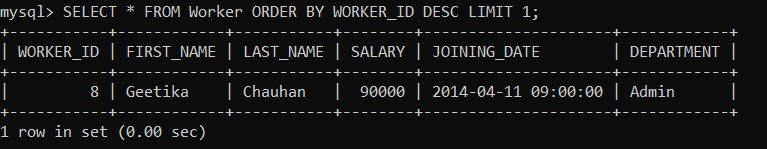 mysql> SELECT * FROM Worker ORDER BY WORKER_ID DESC LIMIT 1;
+-----------+------------+-----------+--------+---------------------+------------+
| WORKER_ID | FIRST_NAME | LAST_NAME | SALARY | JOINING_DATE        | DEPARTMENT |
+-----------+------------+-----------+--------+---------------------+------------+
|         8 | Geetika    | Chauhan   |  90000 | 2014-04-11 09:00:00 | Admin      |
+-----------+------------+-----------+--------+---------------------+------------+
1 row in set (0.00 sec)